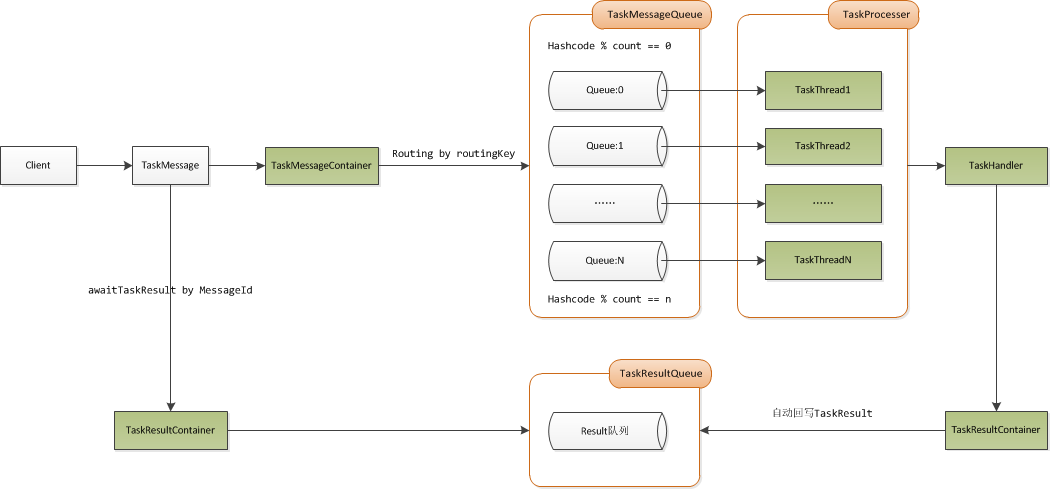 TaskMessageQueue
TaskProcesser
Hashcode % count == 0
Queue:0
TaskThread1
Client
TaskMessage
TaskMessageContainer
Routing by routingKey
Queue:1
TaskThread2
TaskHandler
……
……
Queue:N
TaskThreadN
Hashcode % count == n
awaitTaskResult by MessageId
TaskResultQueue
TaskResultContainer
Result队列
自动回写TaskResult
TaskResultContainer